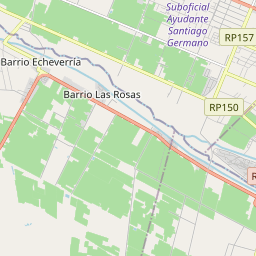 Suboficial
Ayudante
Santiago
Germano
RP157
Barrio Echeverría
Barrio Las Rosas
RP150
R